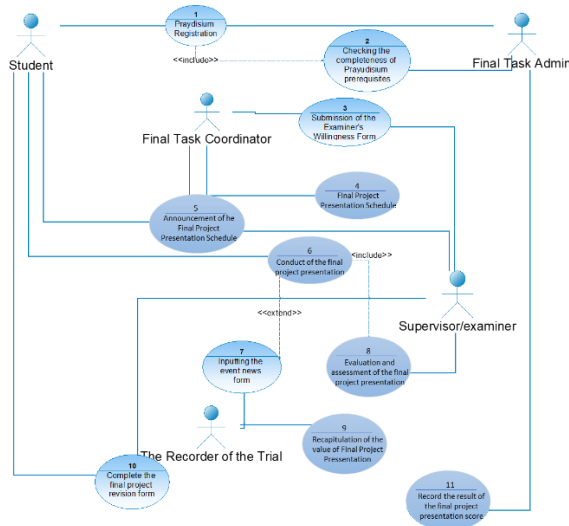 1
Praydisium
Registration
2
Checking the
completeness of
Prayudisium
prerequisites
<<include>>
Student
Final Task Admin
3
Submission of the
Examiner's
Willingness Form
Final Task Coordinator
4
Final Project
Presentation Schedule
5
Announcement of he
Final Project
Presentation Schedule
6
Conduct of the final
project presentation
<include>>
<<extend>>
Supervisor/examiner
7
Inputting the
event news
form
8
Evaluation and
assessment of the final
project presentation
9
Recapitulation of the
value of Final Project
Pressentation
The Recorder of the Trial
10
Complete the
final project
revision form
11
Record the result of
the final project
presentation score